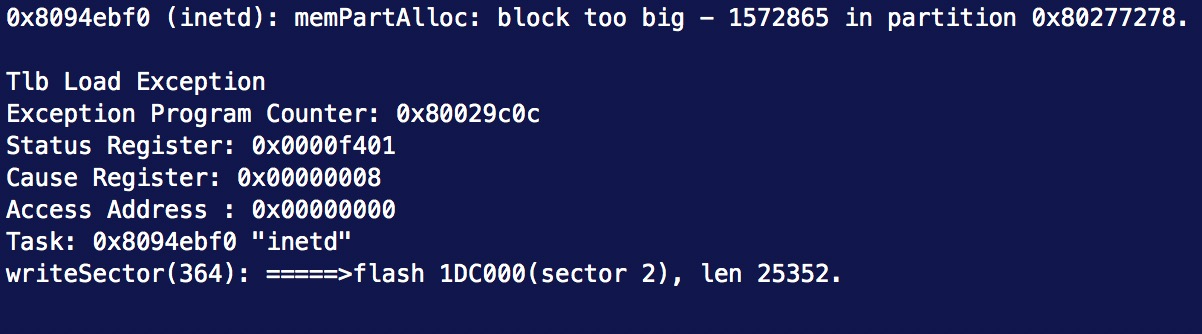 0x8094ebf0 (inetd): memPartAlloc: block too big - 1572865 in partition 0x80277278.
Tlb Load Exception
Exception Program Counter: 0x80029c0c
Status Register: 0x0000f401
Cause Register: 0x00000008
Access Address : 0x00000000
Task: 0x8094ebf0 "inetd"
writeSector(364): =====>flash 1DC000(sector 2), len 25352.